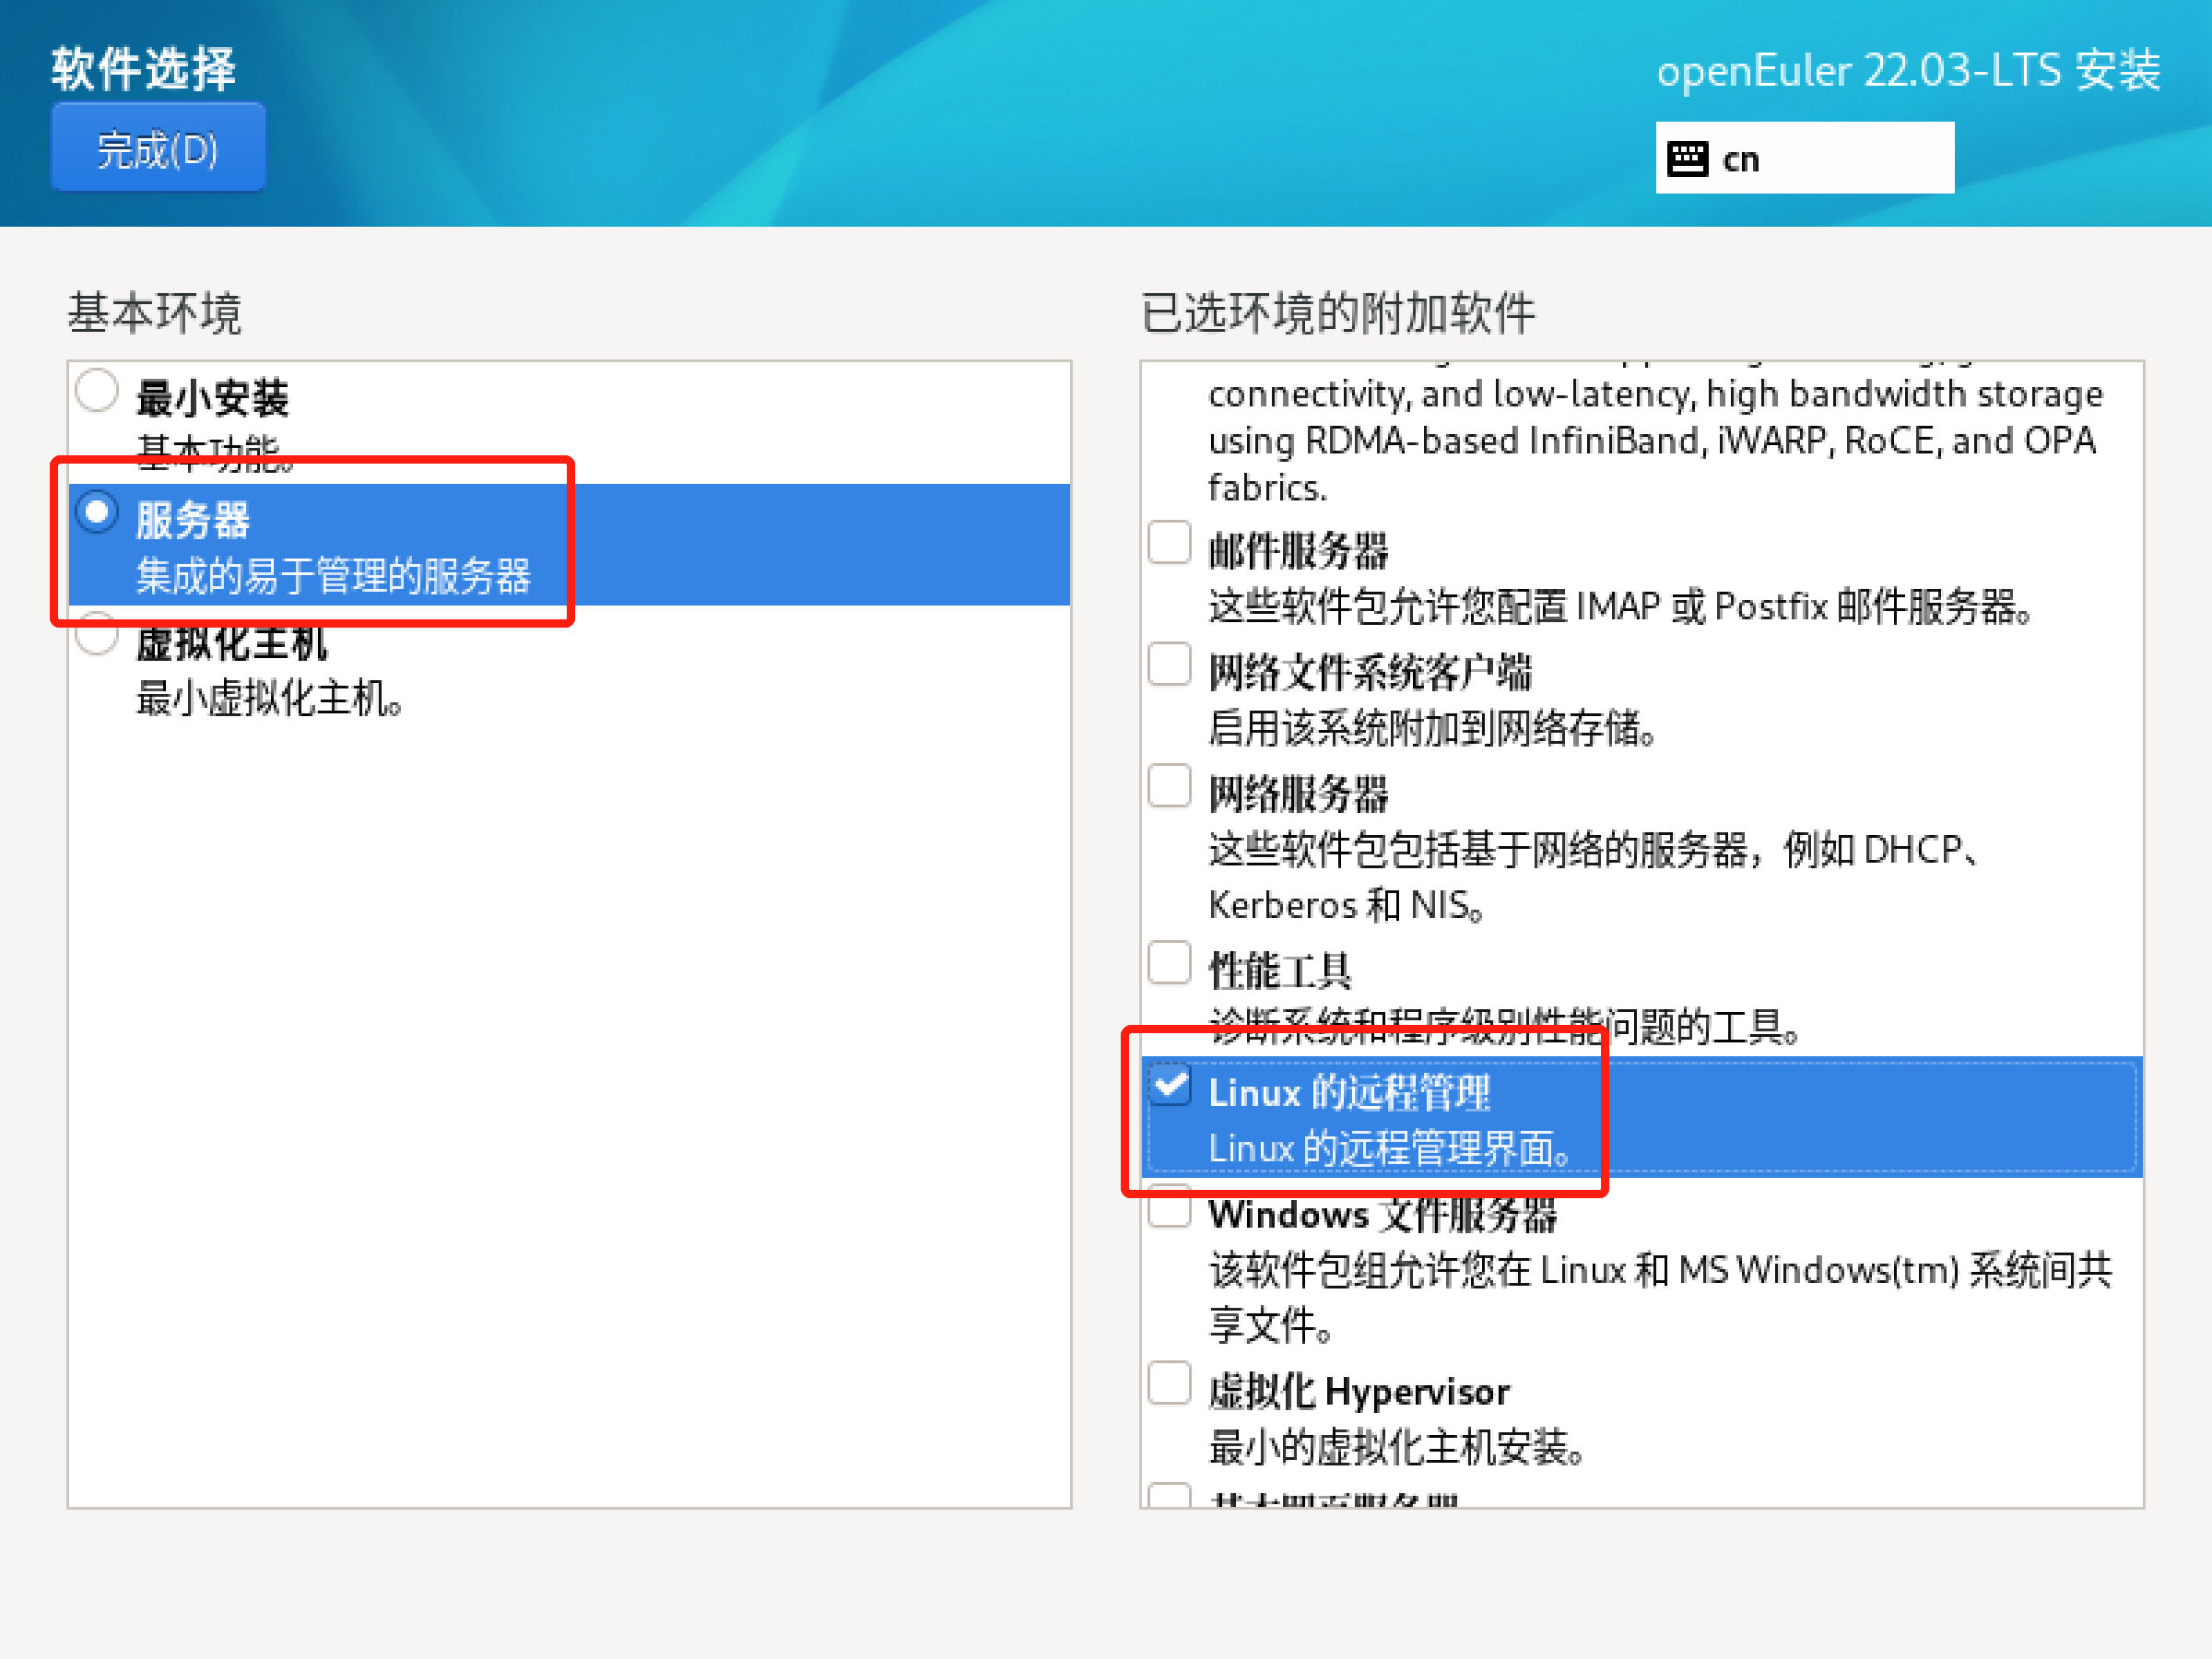 软件选择
完成(D)
openEuler 22.03-LTS 安装
cn
基本环境
最小安装
基本功能。
服务器
集成的易于管理的服务器
虚拟化主机
最小虚拟化主机。
已选环境的附加软件
connectivity, and low-latency, high bandwidth storage
using RDMA-based InfiniBand, iWARP, RoCE, and OPA
fabrics.
邮件服务器
这些软件包允许您配置 IMAP 或 Postfix 邮件服务器。
网络文件系统客户端
启用该系统附加到网络存储。
网络服务器
这些软件包包括基于网络的服务器，例如 DHCP、
Kerberos 和 NIS。
性能工具
诊断系统和程序级别性能问题的工具。
Linux 的远程管理
Linux 的远程管理界面。
Windows 文件服务器
该软件包组允许您在 Linux 和 MS Windows(tm) 系统间共
享文件。
虚拟化 Hypervisor
最小的虚拟化主机安装。